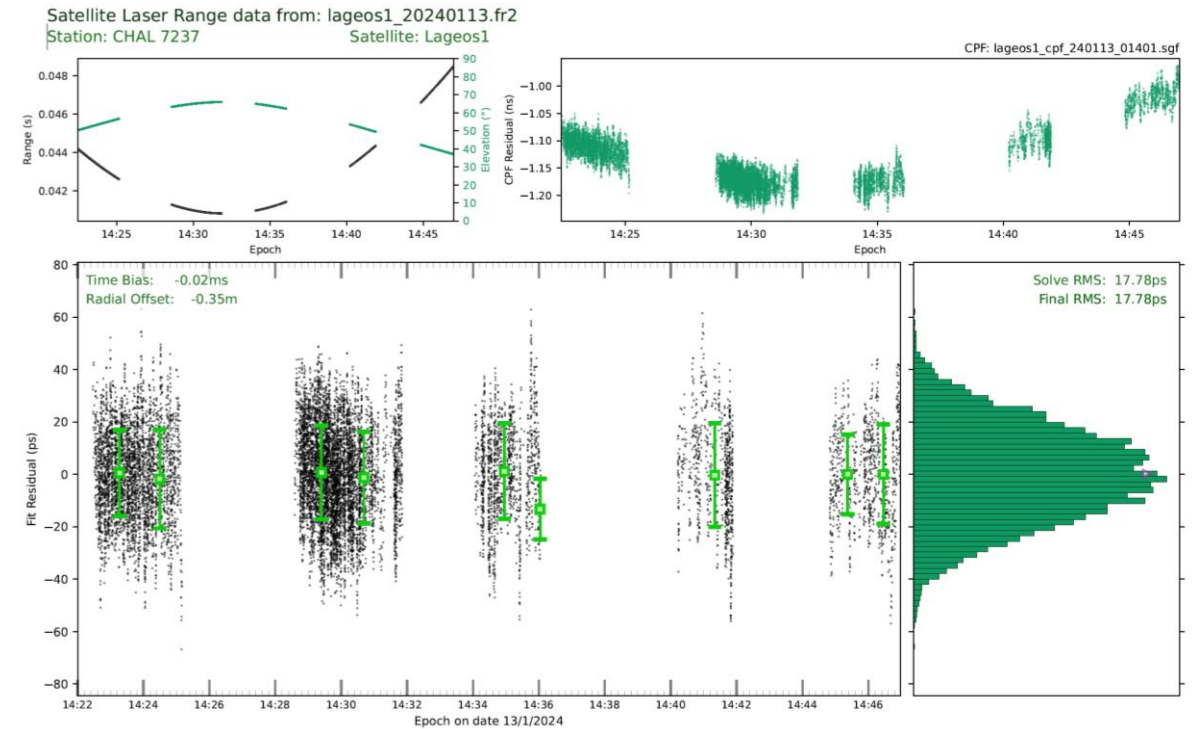 Satellite Laser Range data from: lageos1_20240113.fr2
Station: CHAL 7237 Satellite: Lageos1
CPF: lageos1_cpf_240113_01401.sgf
0.048
0.046
0.044
0.042
Range (s)
90
80
70
60
50
40
30
20
10
0
Elevation (°)
14:25 14:30 14:35 14:40 14:45
Epoch
−1.00
−1.05
−1.10
−1.15
−1.20
CPF Residual (ns)
14:25 14:30 14:35 14:40 14:45
Epoch
Time Bias: -0.02ms
Radial Offset: -0.35m
80
60
40
20
0
−20
−40
−60
−80
Fit Residual (ps)
14:22 14:24 14:26 14:28 14:30 14:32 14:34 14:36 14:38 14:40 14:42 14:44 14:46
Epoch on date 13/1/2024
Solve RMS: 17.78ps
Final RMS: 17.78ps